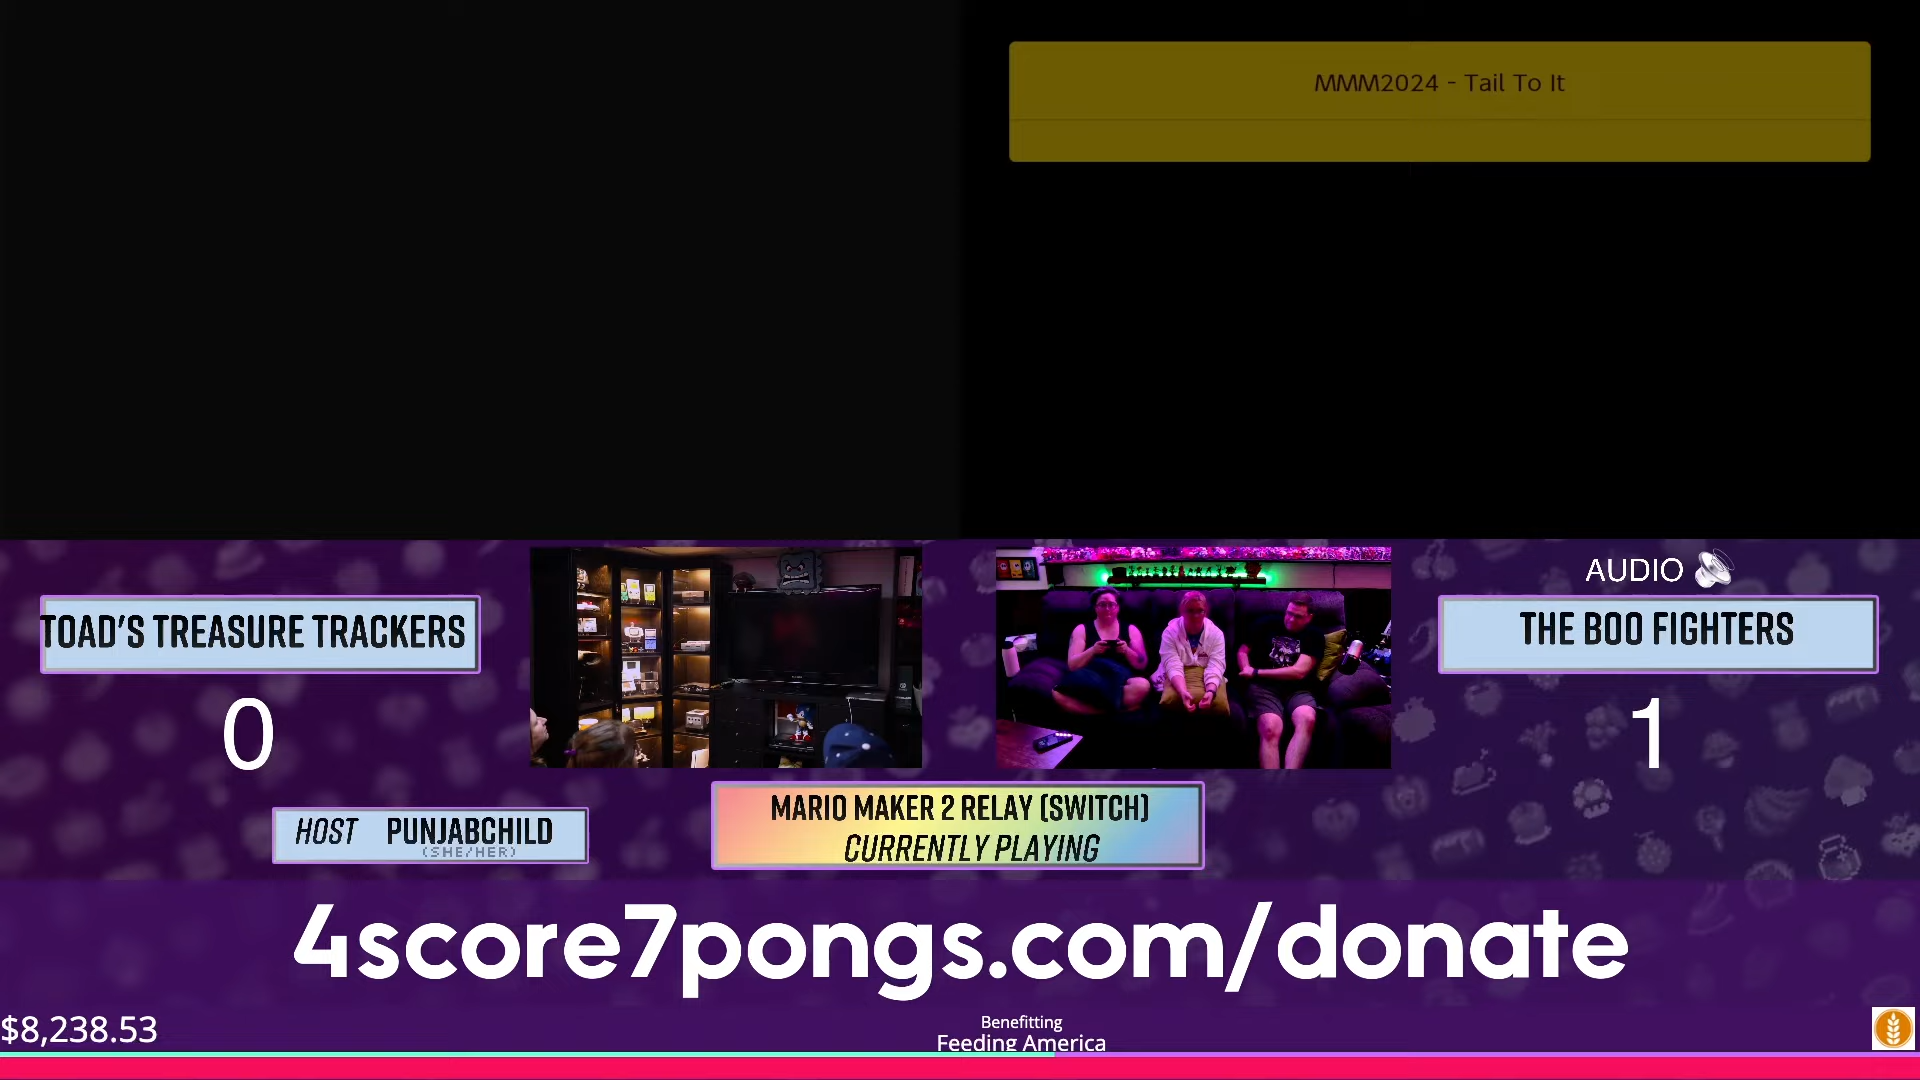 MMM2024 - Tail To It
AUDIO
TOAD'S TREASURE TRACKERS
0
THE BOO FIGHTERS
1
HOST PUNJABCHILD
(SHE/HER)
MARIO MAKER 2 RELAY (SWITCH)
CURRENTLY PLAYING
4score7pongs.com/donate
$8,238.53
Benefitting
Feeding America